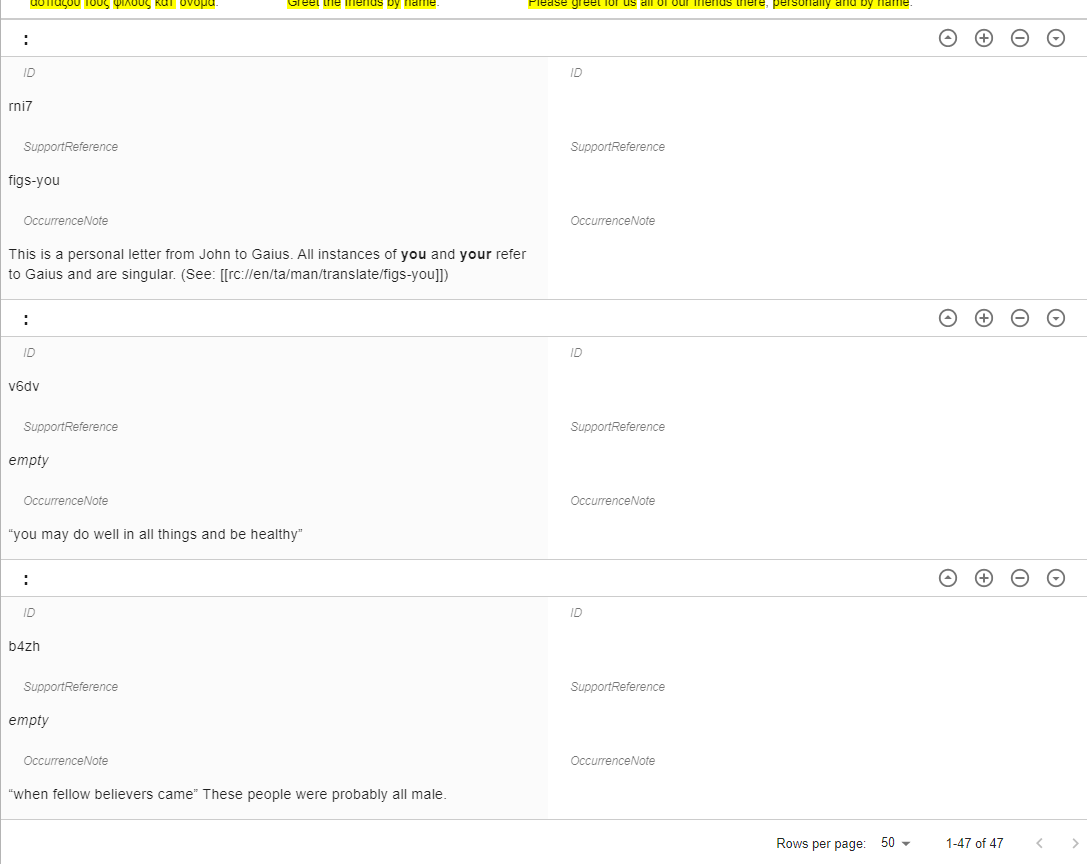 ἀσπάζου τοὺς φίλους κατ’ ὄνομα. Greet the friends by name. Please greet for us all of our friends there, personally and by name.
:
ID ID
rni7
SupportReference SupportReference
figs-you
OccurrenceNote OccurrenceNote
This is a personal letter from John to Gaius. All instances of you and your refer
to Gaius and are singular. (See: [[rc://en/ta/man/translate/figs-you]])
:
ID ID
v6dv
SupportReference SupportReference
empty
OccurrenceNote OccurrenceNote
“you may do well in all things and be healthy”
:
ID ID
b4zh
SupportReference SupportReference
empty
OccurrenceNote OccurrenceNote
“when fellow believers came” These people were probably all male.
Rows per page: 50 1-47 of 47